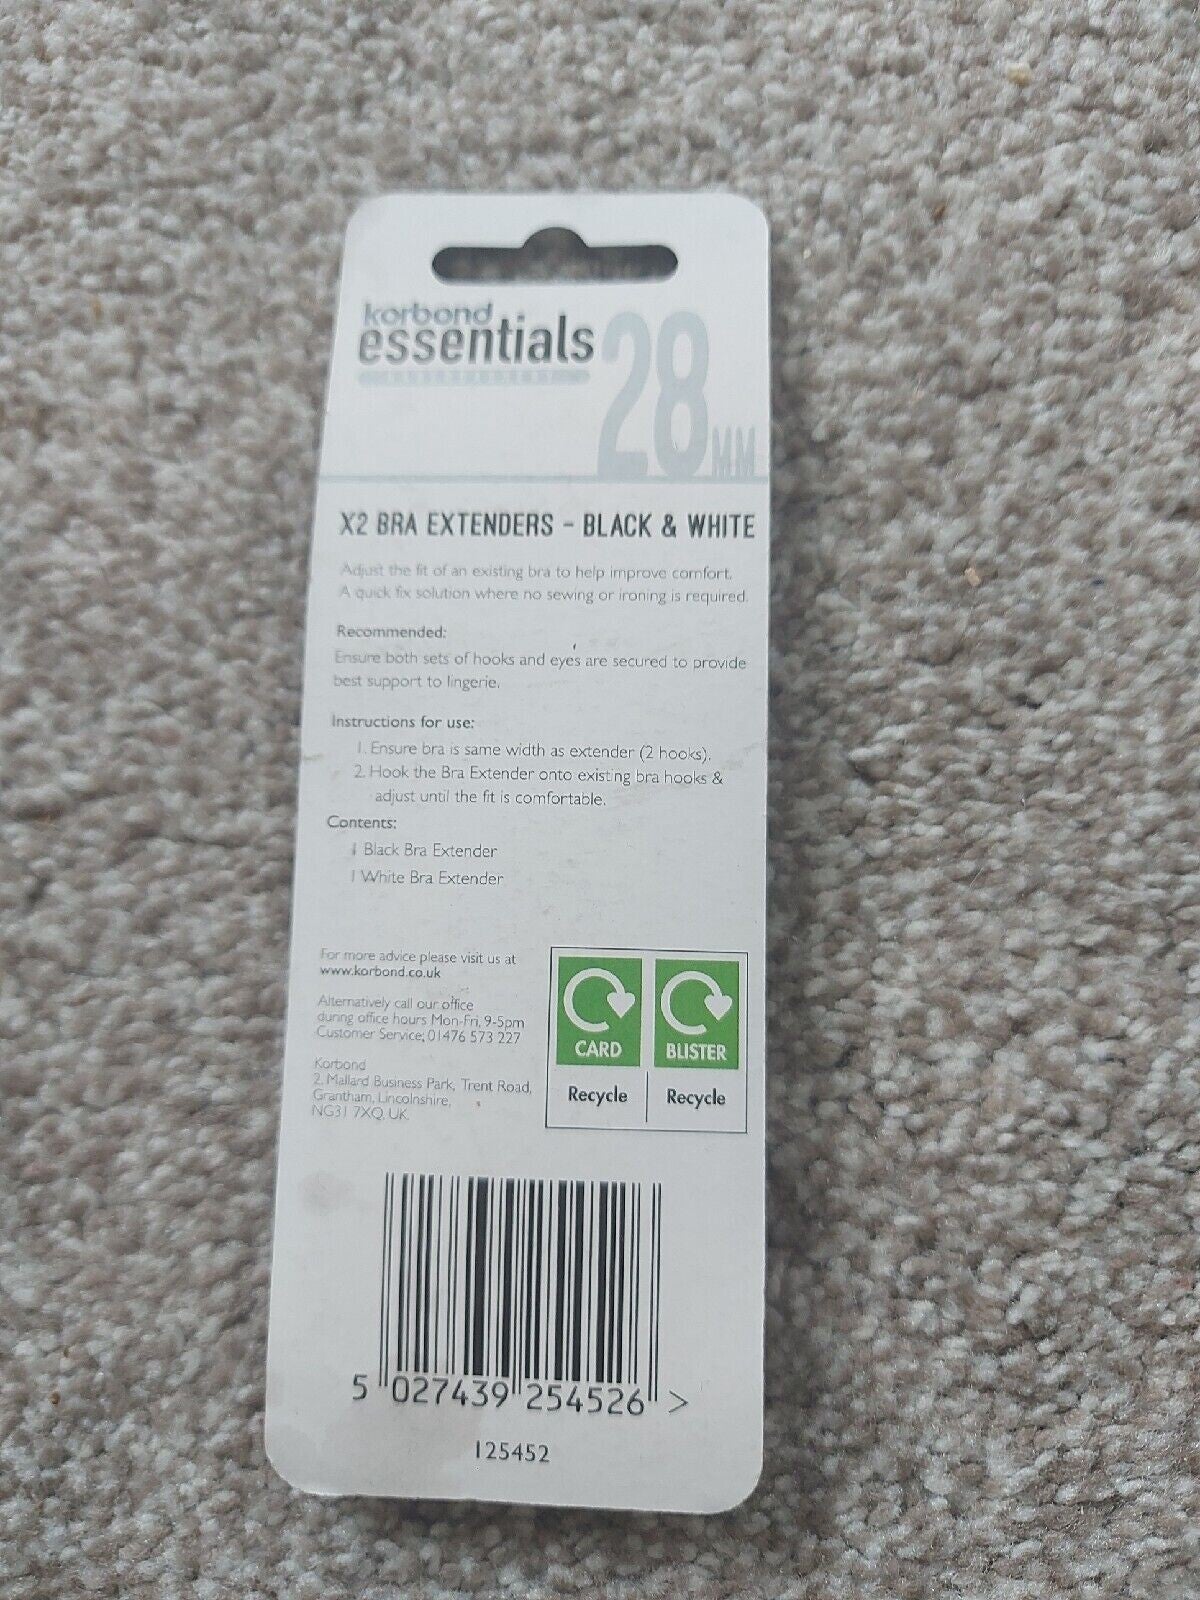 korbond
essentials
28MM
X2 BRA EXTENDERS - BLACK & WHITE
Adjust the fit of an existing bra to help improve comfort.
A quick fix solution where no sewing or ironing is required.
Recommended:
Ensure both sets of hooks and eyes are secured to provide
best support to lingerie.
Instructions for use:
1. Ensure bra is same width as extender (2 hooks).
2. Hook the Bra Extender onto existing bra hooks &
adjust until the fit is comfortable.
Contents:
1 Black Bra Extender
1 White Bra Extender
For more advice please visit us at
www.korbond.co.uk
Alternatively call our office
during office hours Mon-Fri, 9-5pm
Customer Service; 01476 573 227
Korbond
2, Mallard Business Park, Trent Road,
Grantham, Lincolnshire,
NG31 7XQ. UK.
CARD
Recycle
BLISTER
Recycle
5 027439 254526 >
125452